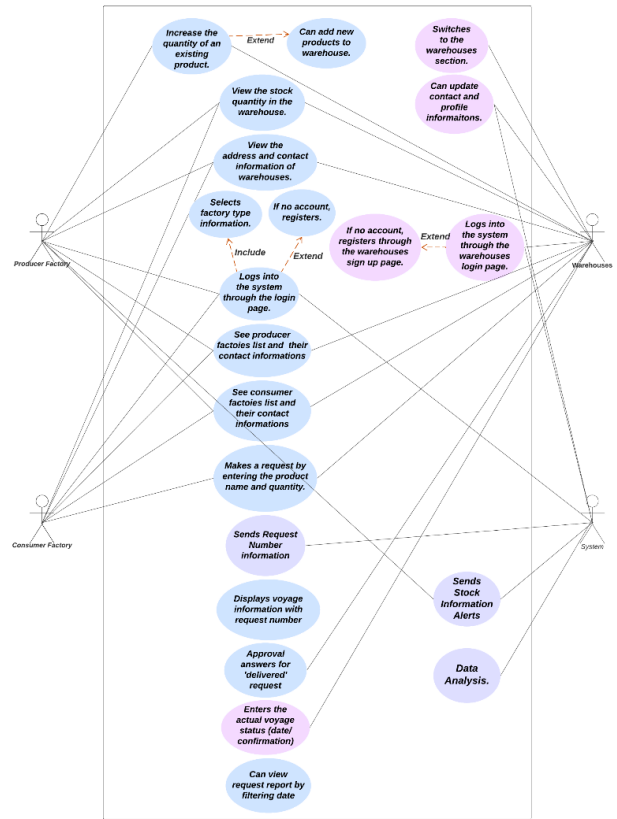 Increase the
quantity of an
existing
product.
Extend
Can add new
products to
warehouse.
Switches
to the
warehouses
section.
View the stock
quantity in the
warehouse.
Can update
contact and
profile
informaitons.
View the
address and contact
information of
warehouses.
Selects
factory type
information.
If no account,
registers.
If no account,
registers through
the warehouses
sign up page.
Extend
Logs into
the system
through the
warehouses
login page.
Include
Extend
Producer Factory
Warehouses
Logs into
the system
through the login
page.
See producer
factoies list and their
contact informations
See consumer
factoies list and
their contact
informations
Makes a request by
entering the product
name and quantity.
Sends Request
Number
information
Consumer Factory
System
Displays voyage
information with
request number
Sends
Stock
Information
Alerts
Approval
answers for
'delivered'
request
Data
Analysis.
Enters the
actual voyage
status (date/
confirmation)
Can view
request report by
filtering date